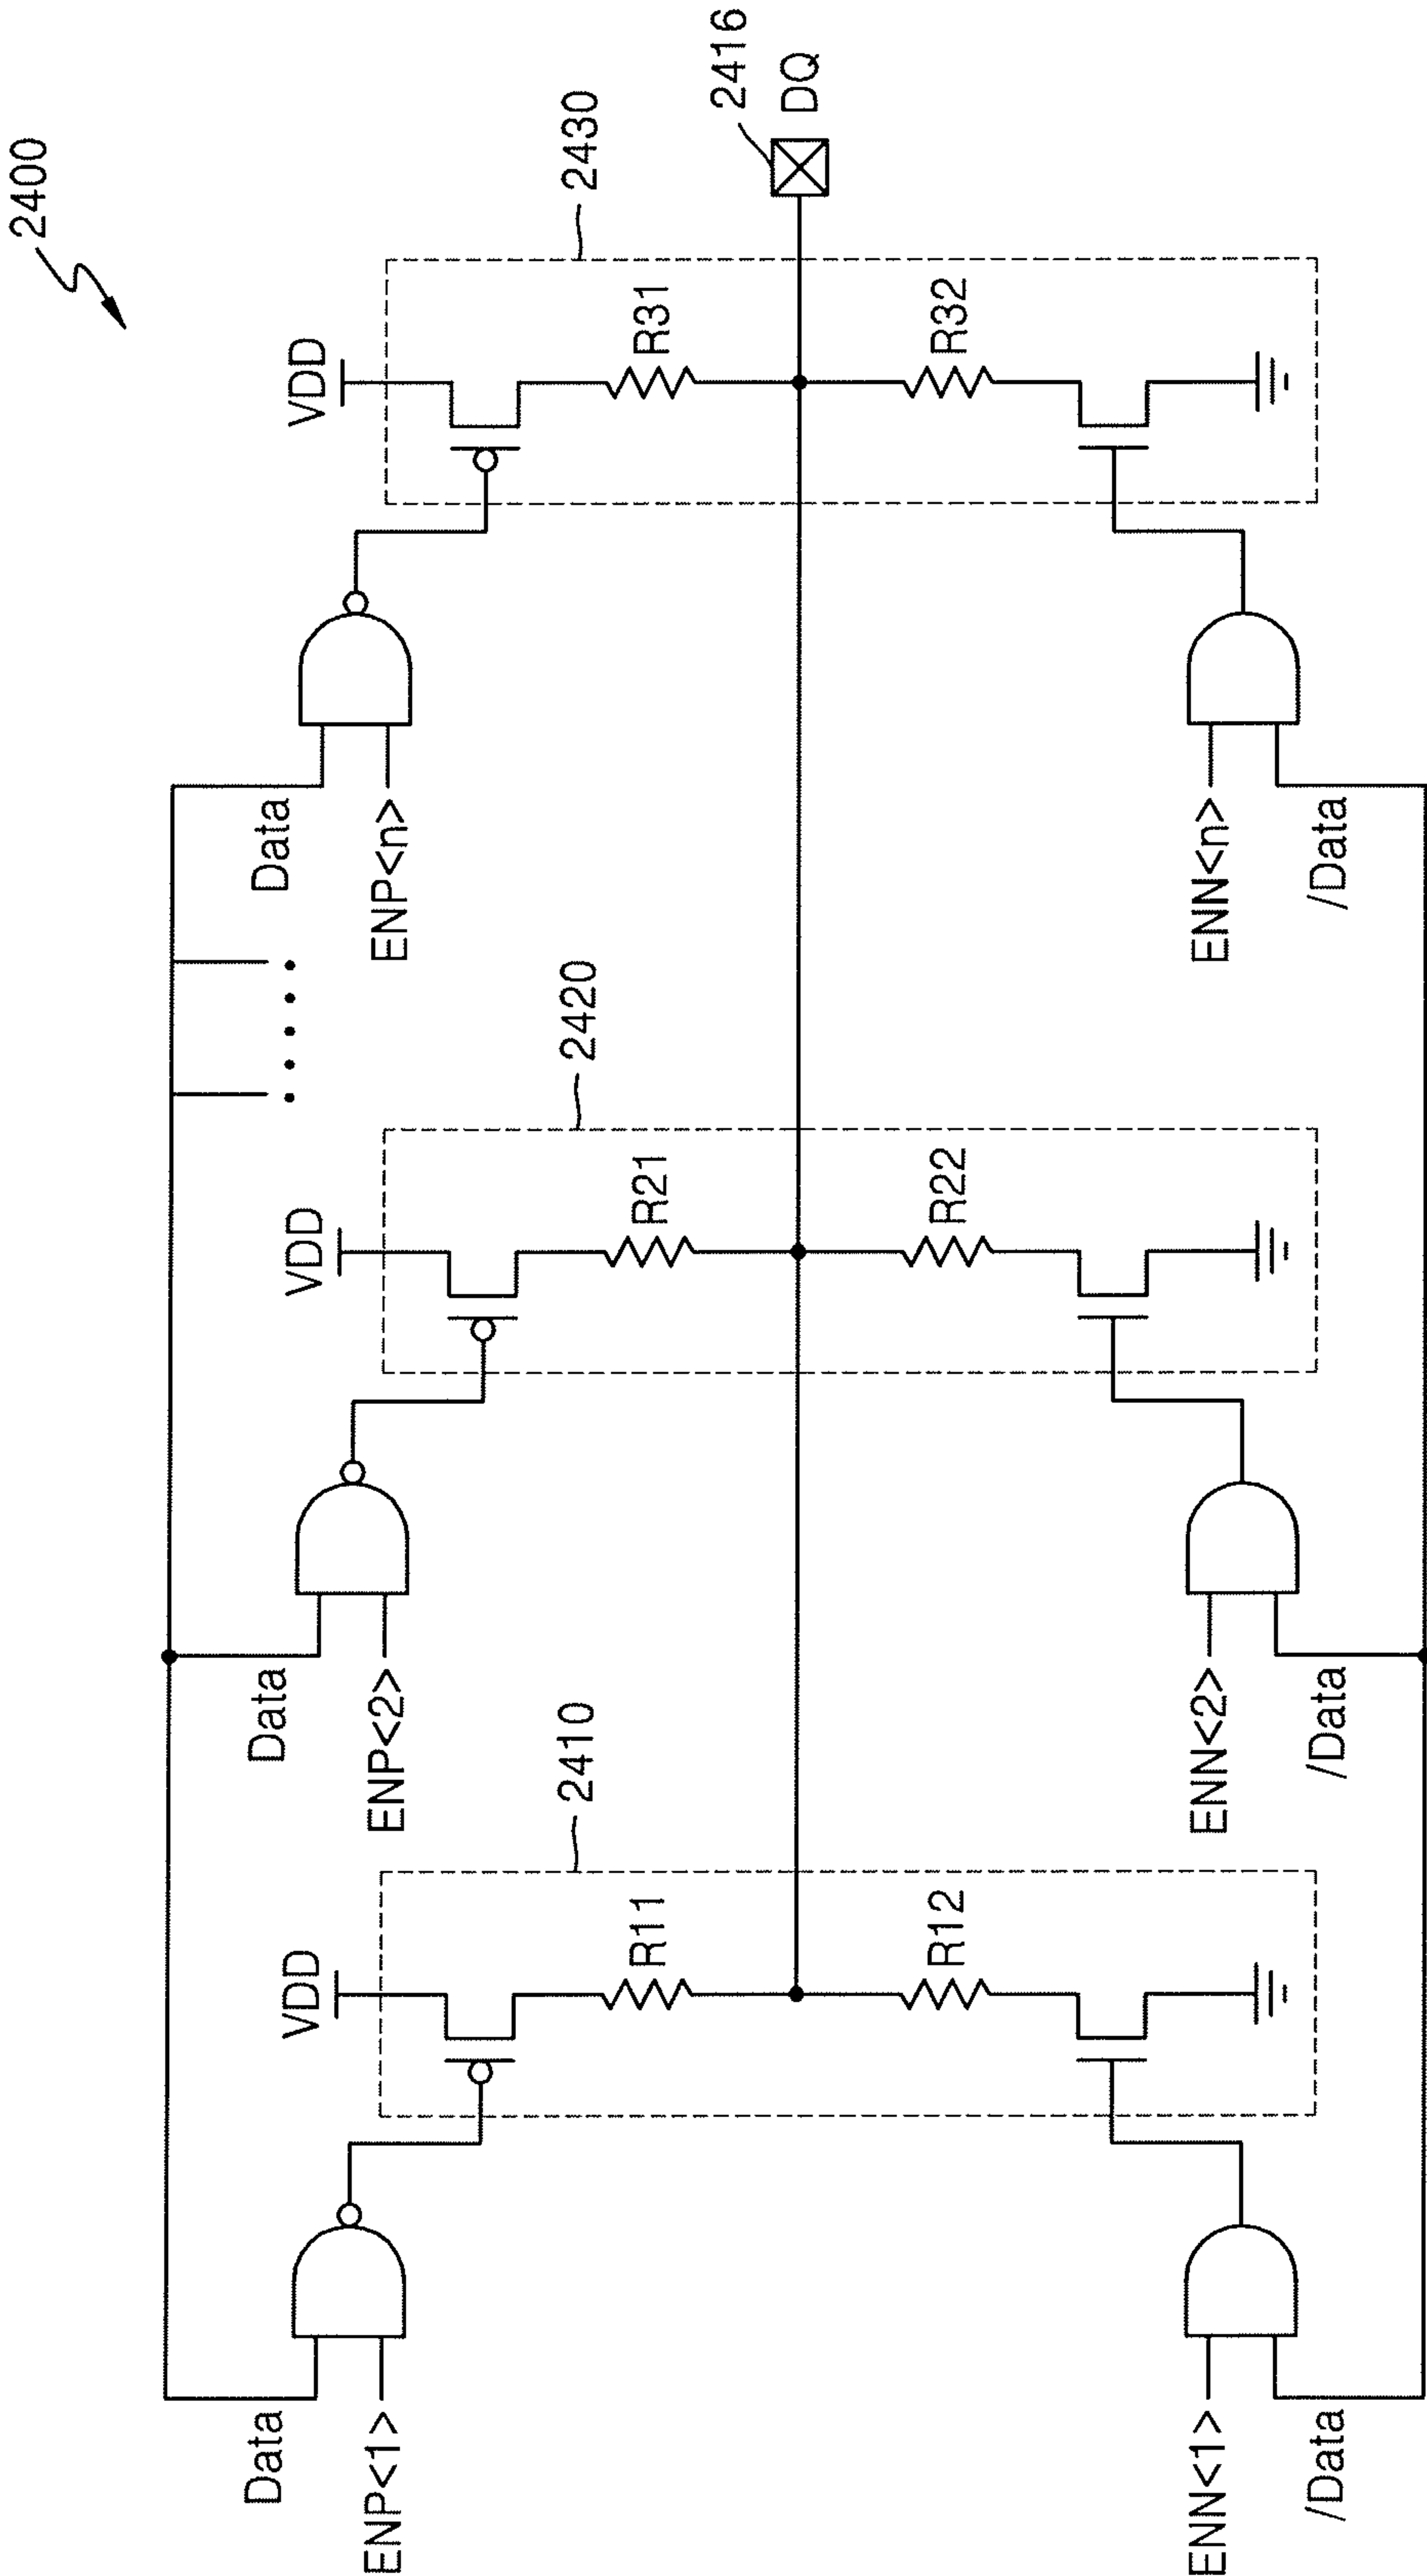 2400
VDD
VDD
VDD
2410
2420
2430
2416
DQ
Data
ENP<1>
Data
ENP<2>
Data
ENP<n>
R11
R21
R31
R12
R22
R32
ENN<1>
/Data
ENN<2>
/Data
ENN<n>
/Data